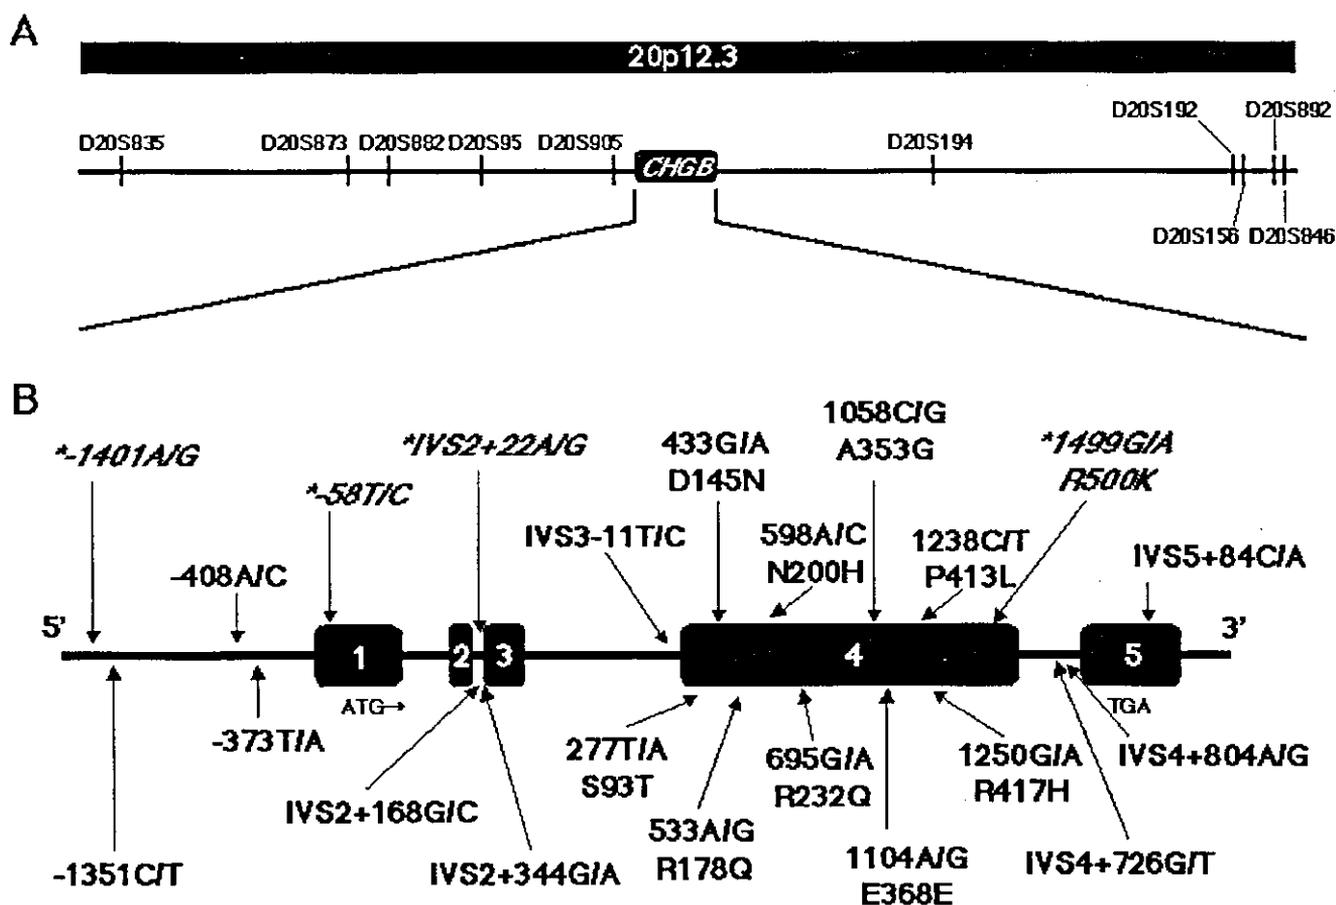 A
20p12.3
D20S192
D20S892
D20S835
D20S873
D20S882
D20S95
D20S905
CHGB
D20S194
D20S156
D20S846
B
1058C/G
A353G
*-1401A/G
*IVS2+22A/G
433G/A
D145N
*1499G/A
R500K
*-58T/C
IVS3-11T/C
598A/C
N200H
1238C/T
P413L
IVS5+84C/A
-408A/C
5'
3'
1
2
3
4
5
ATG→
TGA
-373T/A
277T/A
S93T
695G/A
R232Q
1250G/A
R417H
IVS4+804A/G
IVS2+168G/C
533A/G
R178Q
-1351C/T
IVS2+344G/A
1104A/G
E368E
IVS4+726G/T